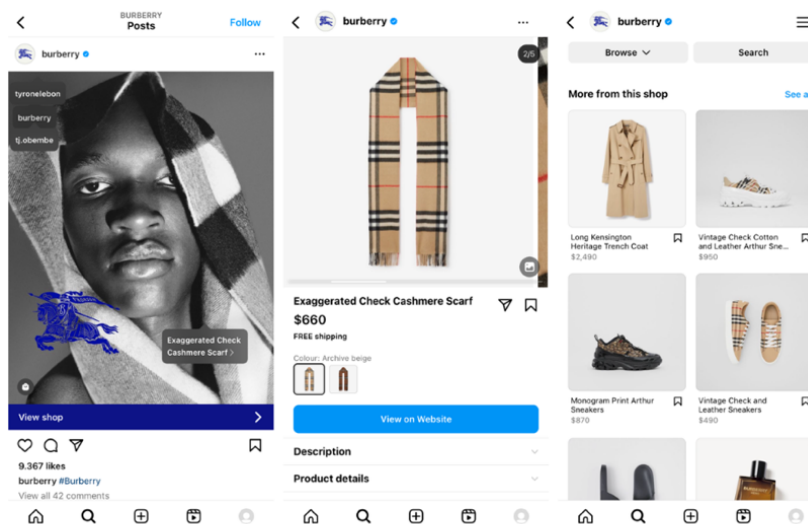 BURBERRY
Posts
Follow
burberry
tyronelebon
burberry
tj.obembe
Exaggerated Check
Cashmere Scarf >
View shop
9.367 likes
burberry #Burberry
View all 42 comments
burberry
2/5
Exaggerated Check Cashmere Scarf
$660
FREE shipping
Colour: Archive beige
View on Website
Description
Product details
burberry
Browse
Search
More from this shop
See a
Long Kensington
Heritage Trench Coat
$2,490
Vintage Check Cotton
and Leather Arthur Sne...
$950
Monogram Print Arthur
Sneakers
$870
Vintage Check and
Leather Sneakers
$490
BURBERRY